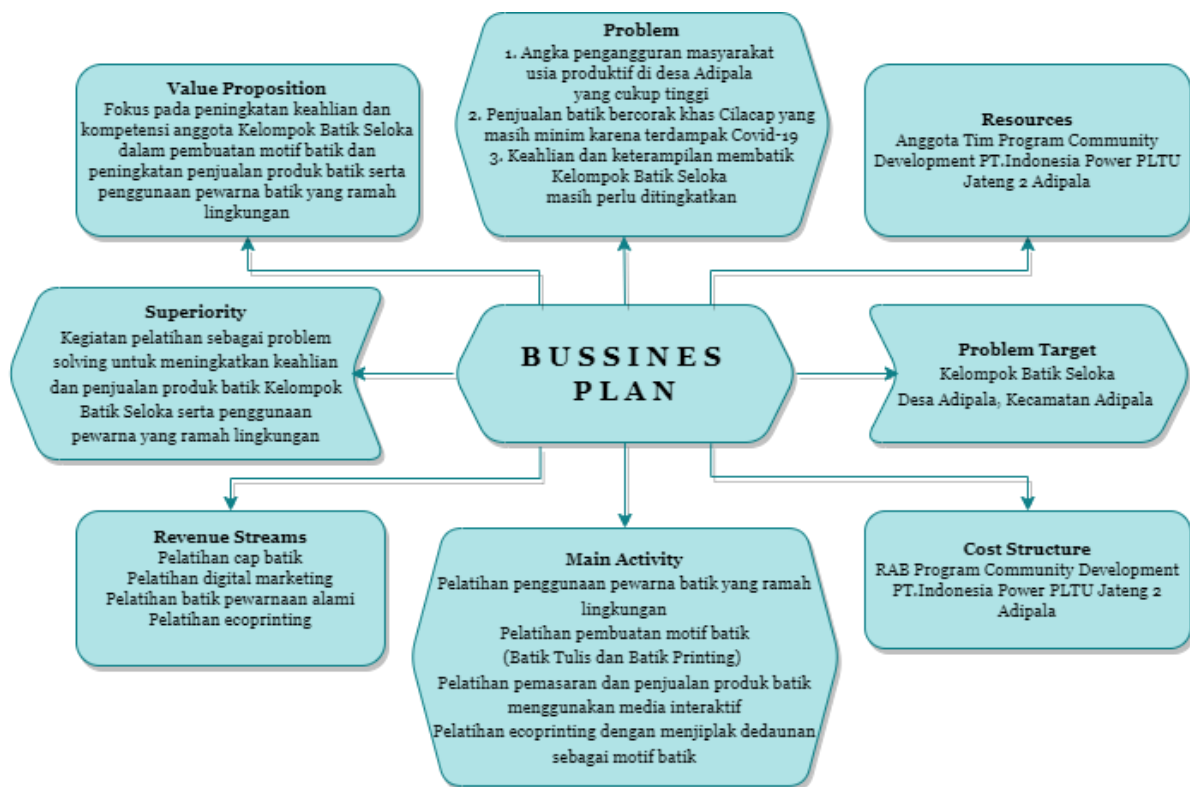 Problem
1. Angka pengangguran masyarakat
usia produktif di desa Adipala
yang cukup tinggi
2. Penjualan batik bercorak khas Cilacap yang
masih minim karena terdampak Covid-19
3. Keahlian dan keterampilan membatik
Kelompok Batik Seloka
masih perlu ditingkatkan
Value Proposition
Fokus pada peningkatan keahlian dan
kompetensi anggota Kelompok Batik Seloka
dalam pembuatan motif batik dan
peningkatan penjualan produk batik serta
penggunaan pewarna batik yang ramah
lingkungan
Resources
Anggota Tim Program Community
Development PT.Indonesia Power PLTU
Jateng 2 Adipala
Superiority
Kegiatan pelatihan sebagai problem
solving untuk meningkatkan keahlian
dan penjualan produk batik Kelompok
Batik Seloka serta penggunaan
pewarna yang ramah lingkungan
BUSSINES
PLAN
Problem Target
Kelompok Batik Seloka
Desa Adipala, Kecamatan Adipala
Revenue Streams
Pelatihan cap batik
Pelatihan digital marketing
Pelatihan batik pewarnaan alami
Pelatihan ecoprinting
Main Activity
Pelatihan penggunaan pewarna batik yang ramah
lingkungan
Pelatihan pembuatan motif batik
(Batik Tulis dan Batik Printing)
Pelatihan pemasaran dan penjualan produk batik
menggunakan media interaktif
Pelatihan ecoprinting dengan menjiplak dedaunan
sebagai motif batik
Cost Structure
RAB Program Community Development
PT.Indonesia Power PLTU Jateng 2
Adipala